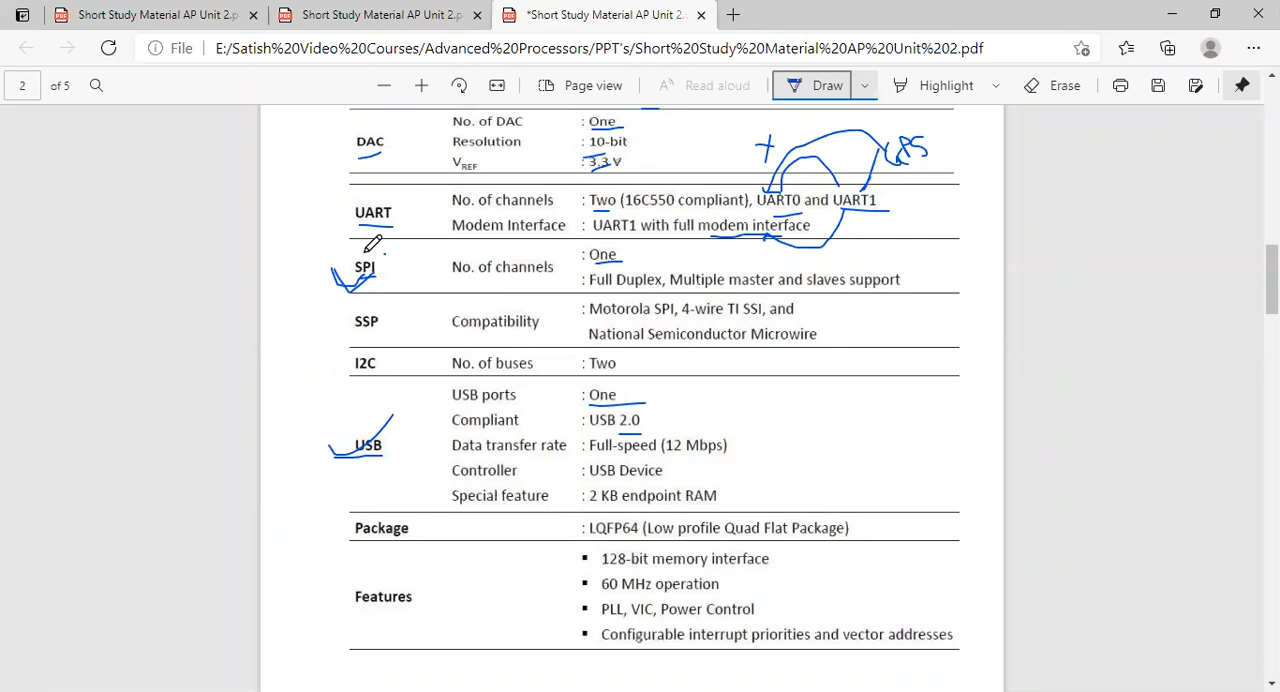 Short Study Material AP Unit 2.p
Short Study Material AP Unit 2.p
*Short Study Material AP Unit 2.
File
E:/Satish%20Video%20Courses/Advanced%20Processors/PPT's/Short%20Study%20Material%20AP%20Unit%202.pdf
2 of 5
Page view
Read aloud
Draw
Highlight
Erase
No. of DAC : One
DAC Resolution : 10-bit
VREF : 3.3 V
GPS
UART No. of channels : Two (16C550 compliant), UART0 and UART1
Modem Interface : UART1 with full modem interface
SPI No. of channels : One
: Full Duplex, Multiple master and slaves support
SSP Compatibility : Motorola SPI, 4-wire TI SSI, and
National Semiconductor Microwire
I2C No. of buses : Two
USB ports : One
Compliant : USB 2.0
USB Data transfer rate : Full-speed (12 Mbps)
Controller : USB Device
Special feature : 2 KB endpoint RAM
Package : LQFP64 (Low profile Quad Flat Package)
▪ 128-bit memory interface
▪ 60 MHz operation
Features
▪ PLL, VIC, Power Control
▪ Configurable interrupt priorities and vector addresses